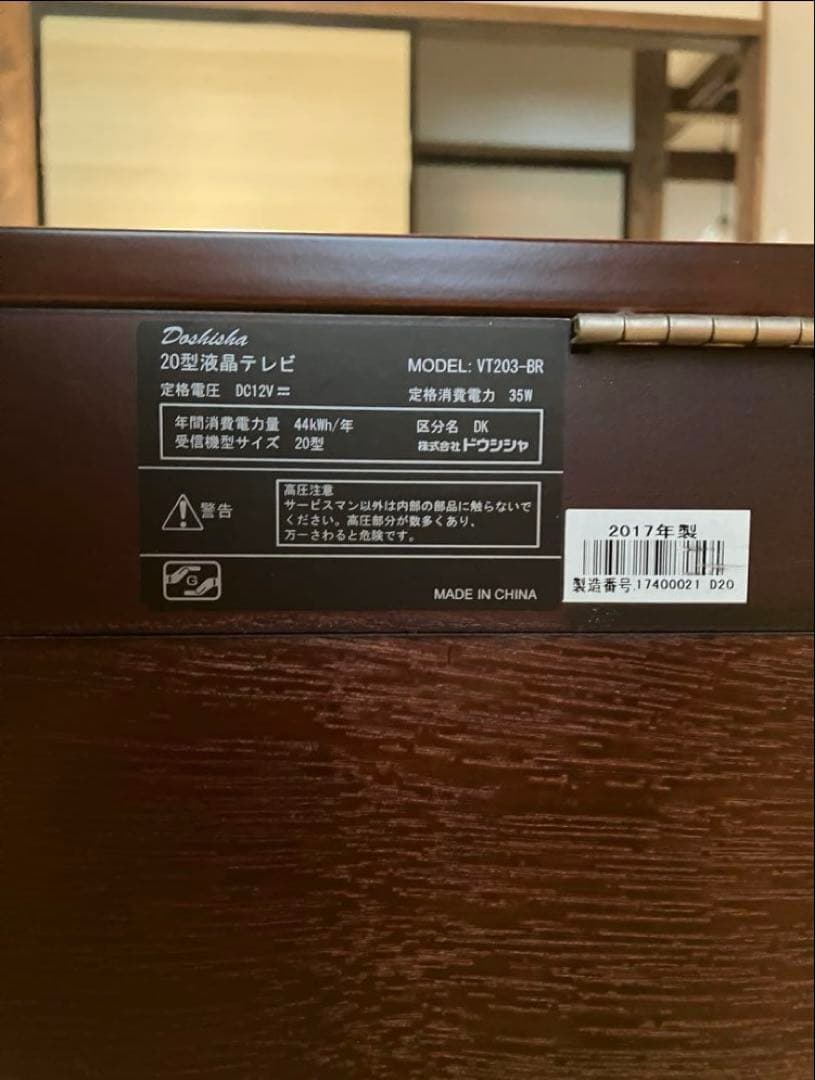 Doshisha
20型液晶テレビ MODEL: VT203-BR
定格電圧 DC12V⎓ 定格消費電力 35W
年間消費電力量 44kWh/年 区分名 DK
受信機型サイズ 20型 株式会社ドウシシャ
警告
高圧注意
サービスマン以外は内部の部品に触らないで
ください。高圧部分が数多くあり、
万一さわると危険です。
G
MADE IN CHINA
2017年製
製造番号.17400021 D20